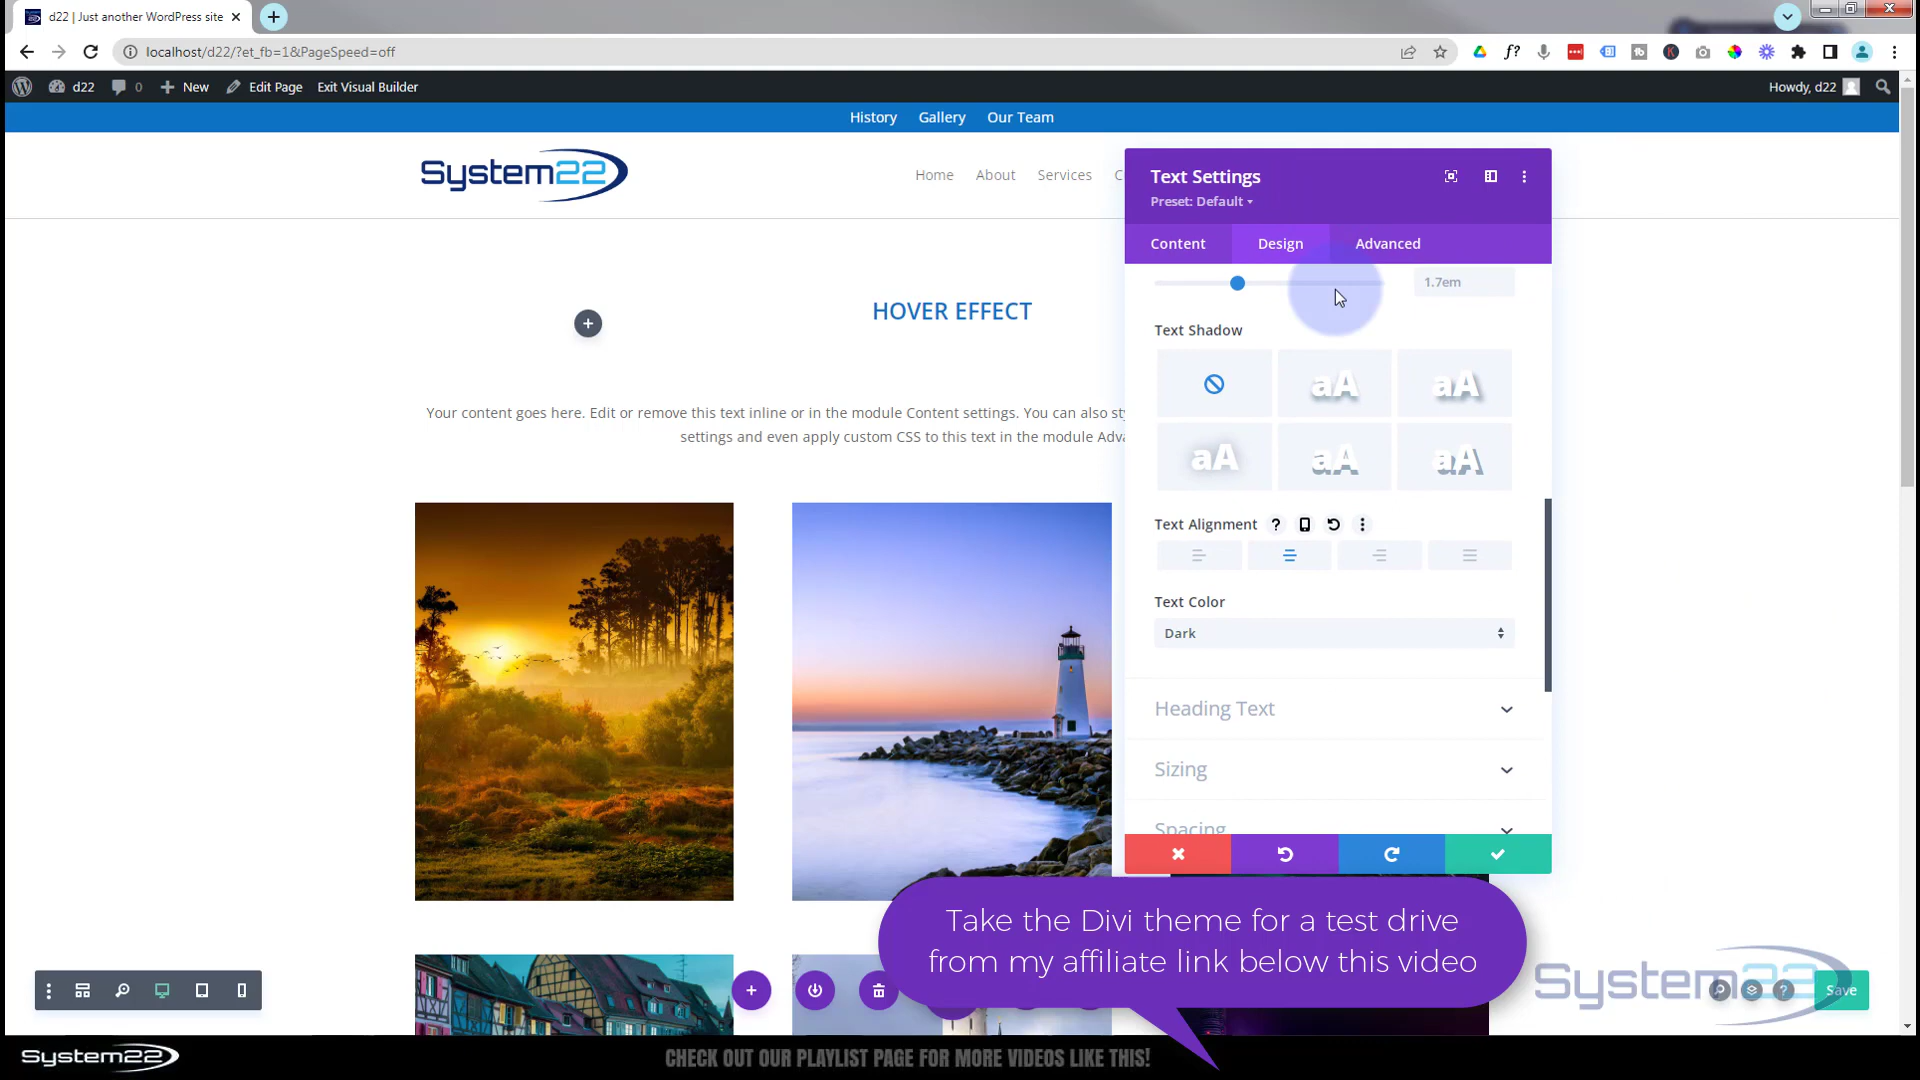 d22 | Just another WordPress site
localhost/d22/?et_fb=1&PageSpeed=off
d22
0
New
Edit Page
Exit Visual Builder
Howdy, d22
History
Gallery
Our Team
System22
Home
About
Services
C
Text Settings
Preset: Default
Content
Design
Advanced
1.7em
HOVER EFFECT
Text Shadow
aA
aA
aA
aA
aA
Your content goes here. Edit or remove this text inline or in the module Content settings. You can also sty
settings and even apply custom CSS to this text in the module Adva
Text Alignment
Text Color
Dark
Heading Text
Sizing
Spacing
Take the Divi theme for a test drive
from my affiliate link below this video
System22
Save
System22
CHECK OUT OUR PLAYLIST PAGE FOR MORE VIDEOS LIKE THIS!